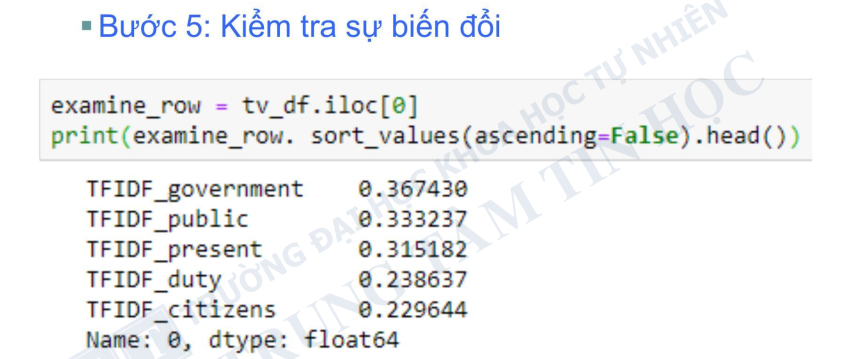 ▪ Bước 5: Kiểm tra sự biến đổi
examine_row = tv_df.iloc[0]
print(examine_row. sort_values(ascending=False).head())
TFIDF_government    0.367430
TFIDF_public        0.333237
TFIDF_present       0.315182
TFIDF_duty          0.238637
TFIDF_citizens      0.229644
Name: 0, dtype: float64
TRƯỜNG ĐẠI HỌC KHOA HỌC TỰ NHIÊN
TRUNG TÂM TIN HỌC